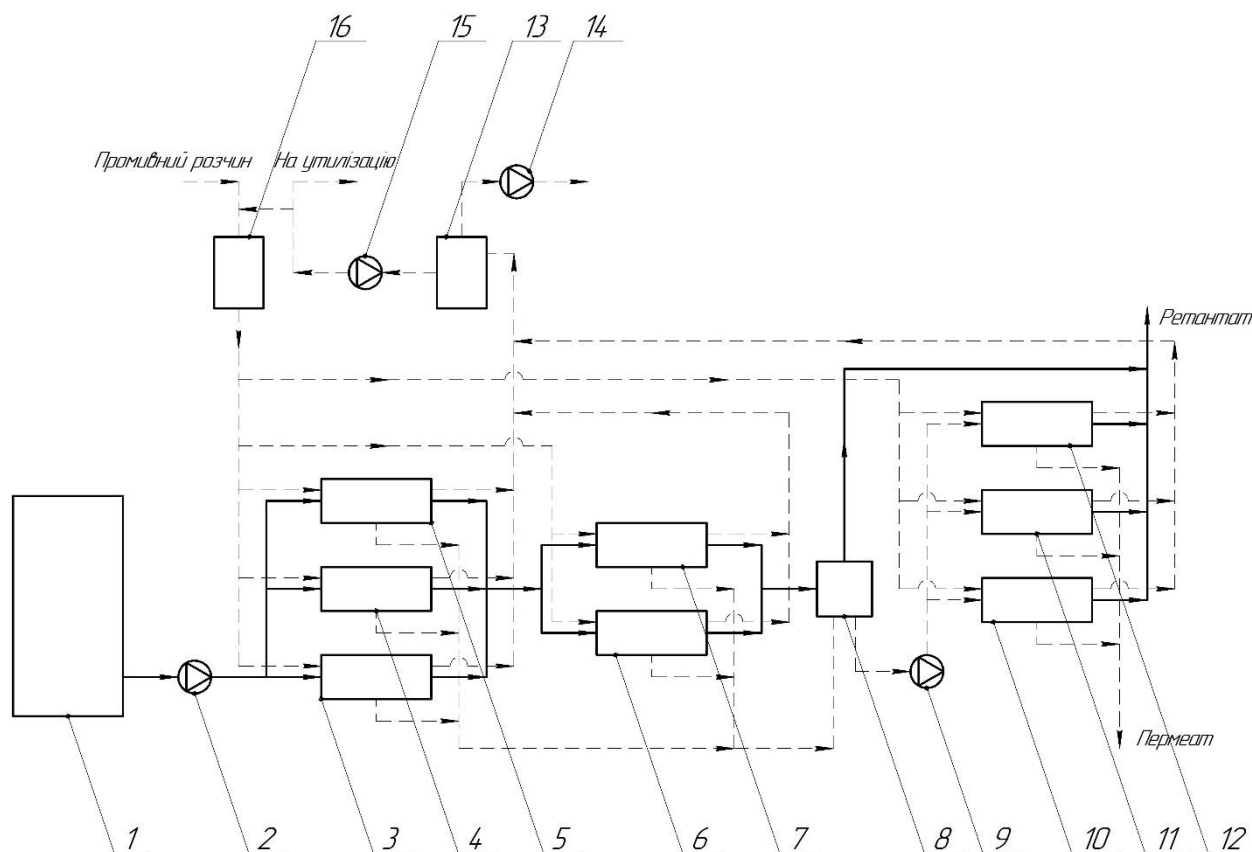 16 15 13 14
Промивний розчин На утилізацію
Ретантат
Пермеат
1 2 3 4 5 6 7 8 9 10 11 12